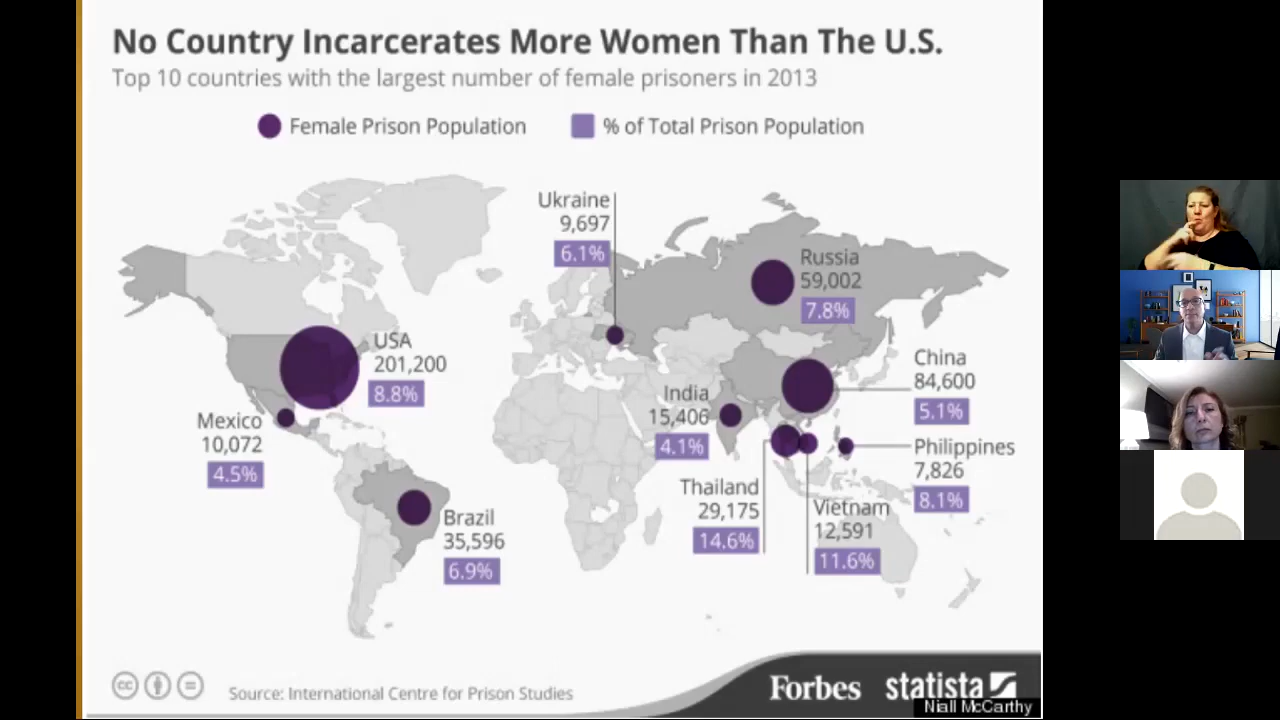 No Country Incarcerates More Women Than The U.S.
Top 10 countries with the largest number of female prisoners in 2013
Female Prison Population
% of Total Prison Population
Ukraine
9,697
6.1%
Russia
59,002
7.8%
USA
201,200
8.8%
China
84,600
5.1%
India
15,406
4.1%
Mexico
10,072
4.5%
Philippines
7,826
8.1%
Thailand
29,175
14.6%
Vietnam
12,591
11.6%
Brazil
35,596
6.9%
cc
Source: International Centre for Prison Studies
Forbes
statista
Niall McCarthy